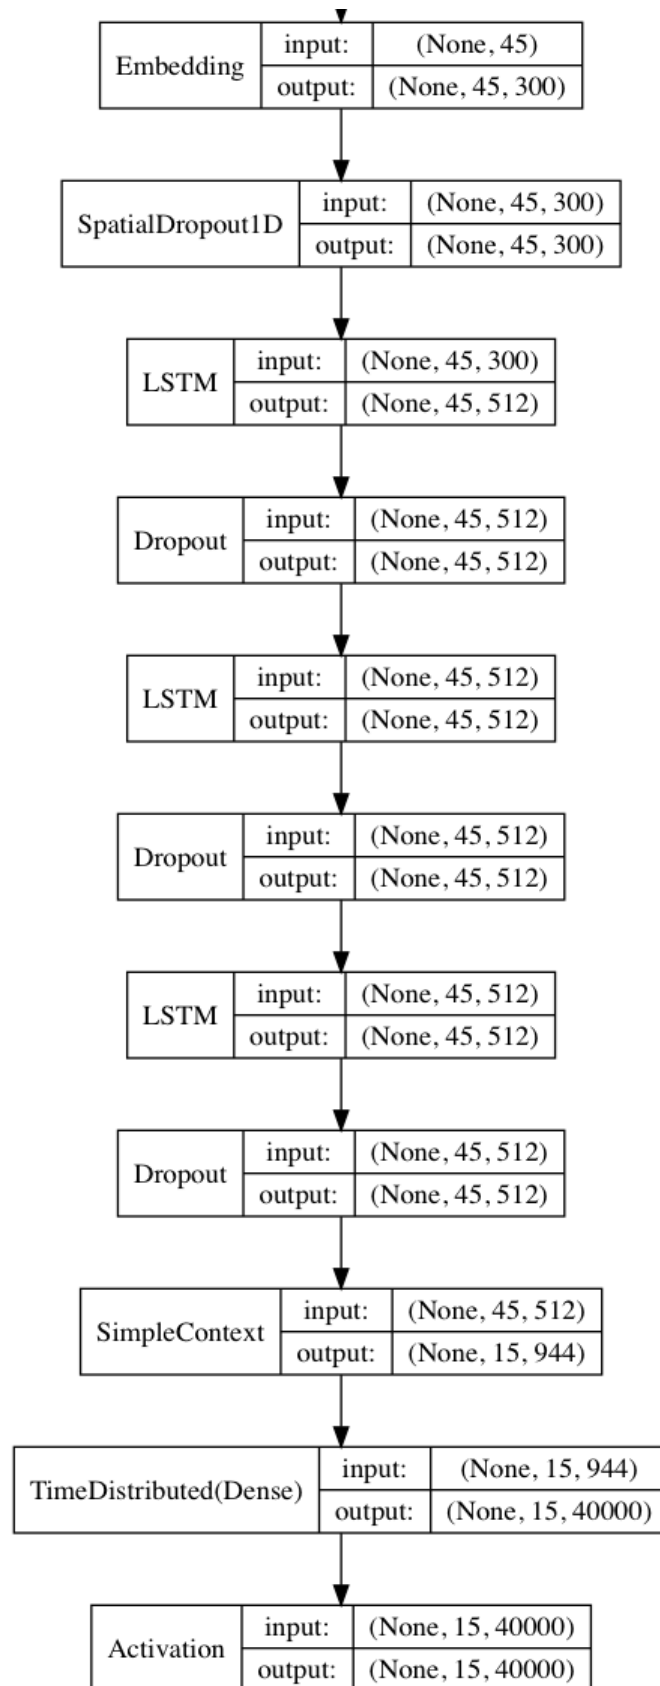 Embedding
input: (None, 45)
output: (None, 45, 300)
SpatialDropout1D
input: (None, 45, 300)
output: (None, 45, 300)
LSTM
input: (None, 45, 300)
output: (None, 45, 512)
Dropout
input: (None, 45, 512)
output: (None, 45, 512)
LSTM
input: (None, 45, 512)
output: (None, 45, 512)
Dropout
input: (None, 45, 512)
output: (None, 45, 512)
LSTM
input: (None, 45, 512)
output: (None, 45, 512)
Dropout
input: (None, 45, 512)
output: (None, 45, 512)
SimpleContext
input: (None, 45, 512)
output: (None, 15, 944)
TimeDistributed(Dense)
input: (None, 15, 944)
output: (None, 15, 40000)
Activation
input: (None, 15, 40000)
output: (None, 15, 40000)